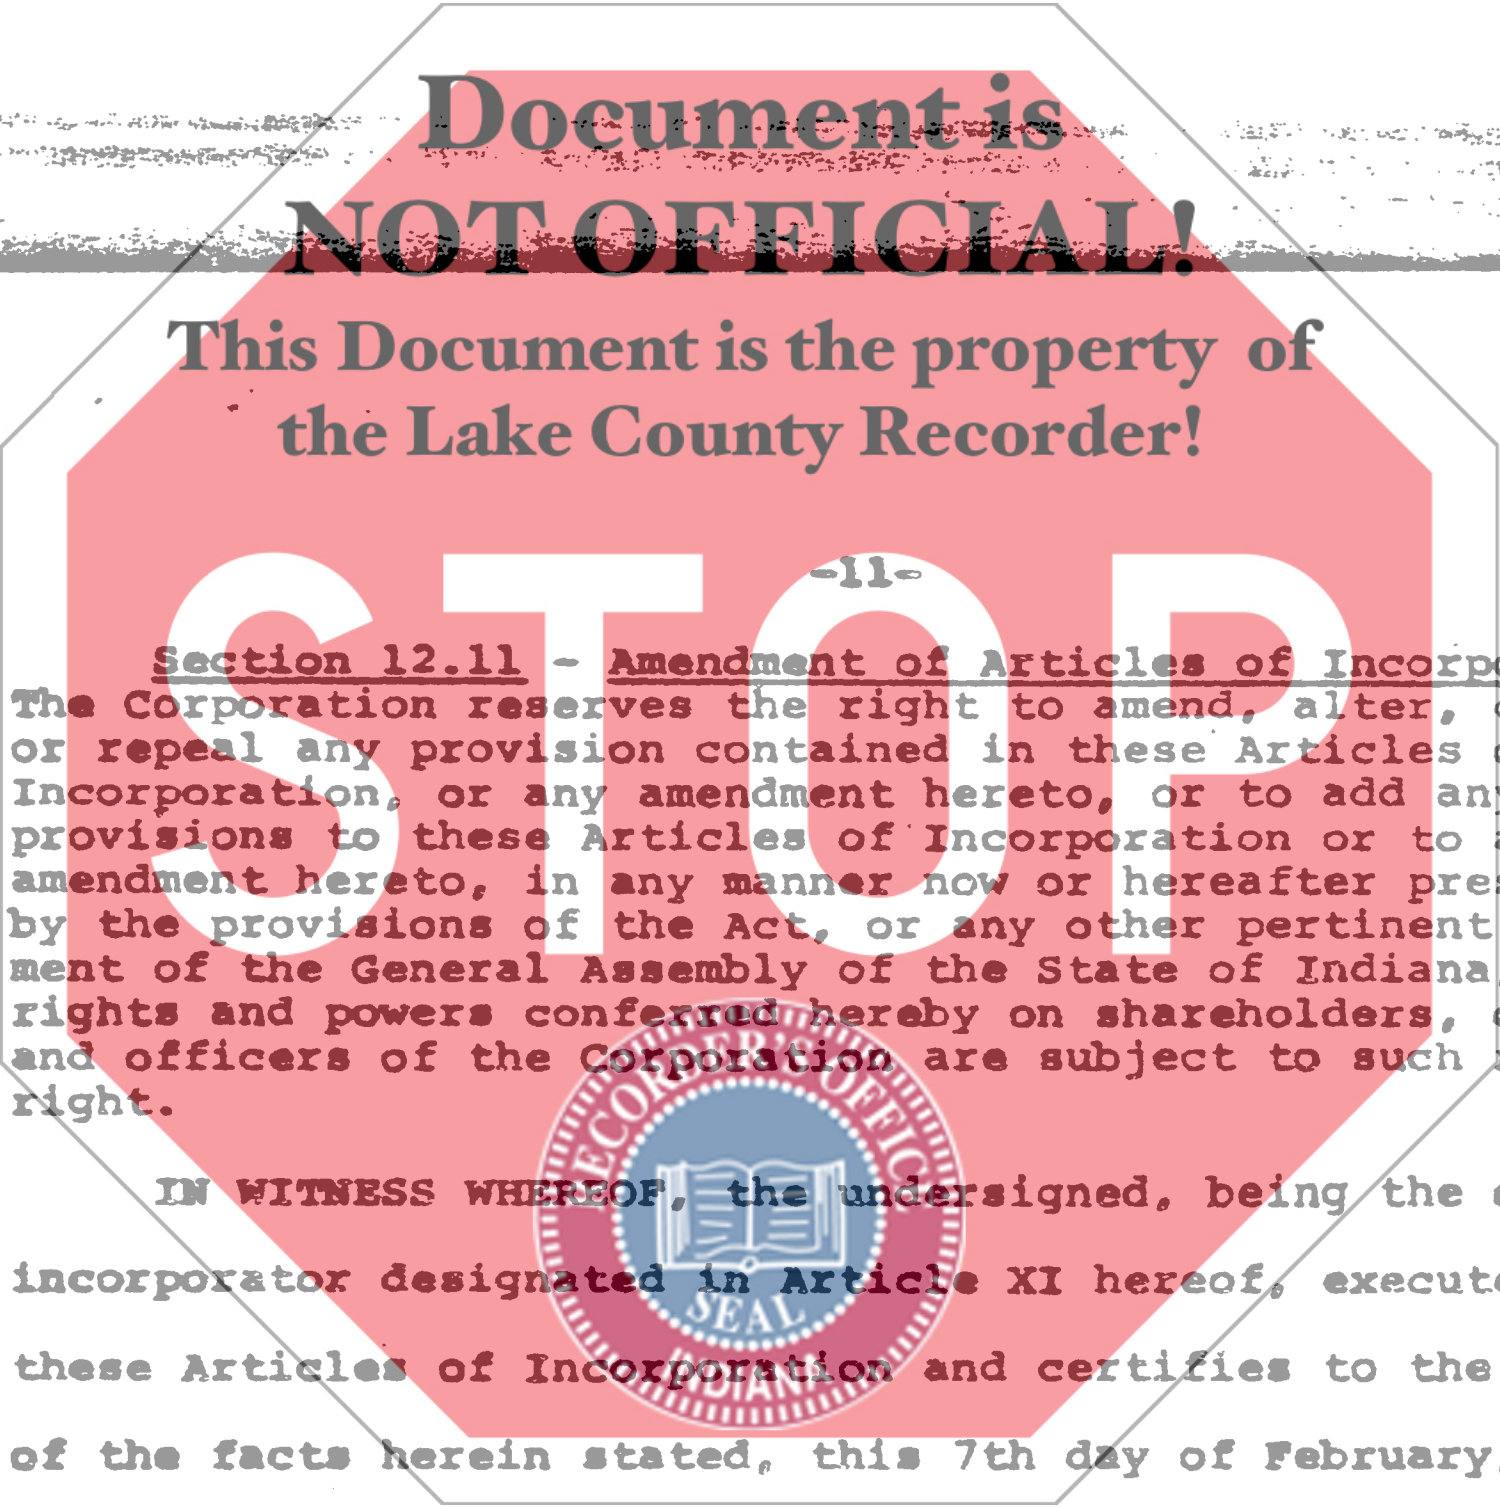 Document is
NOT OFFICIAL!
This Document is the property of
the Lake County Recorder!
STOP
-11-
Section 12.11 - Amendment of Articles of
The Corporation reserves the right to amend, alter,
or repeal any provision contained in these Articles
Incorporation, or any amendment hereto, or to add
provisions to these Articles of Incorporation or to
amendment hereto, in any manner now or hereafter
by the provisions of the Act, or any other pertinent
ment of the General Assembly of the State of Indiana
rights and powers conferred hereby on shareholders,
and officers of the Corporation are subject to such
right.
IN WITNESS WHEREOF, the undersigned, being the
incorporator designated in Article XI hereof,
these Articles of Incorporation and certifies to the
of the facts herein stated, this 7th day of February,
RECORDER'S OFFICE
SEAL
INDIANA